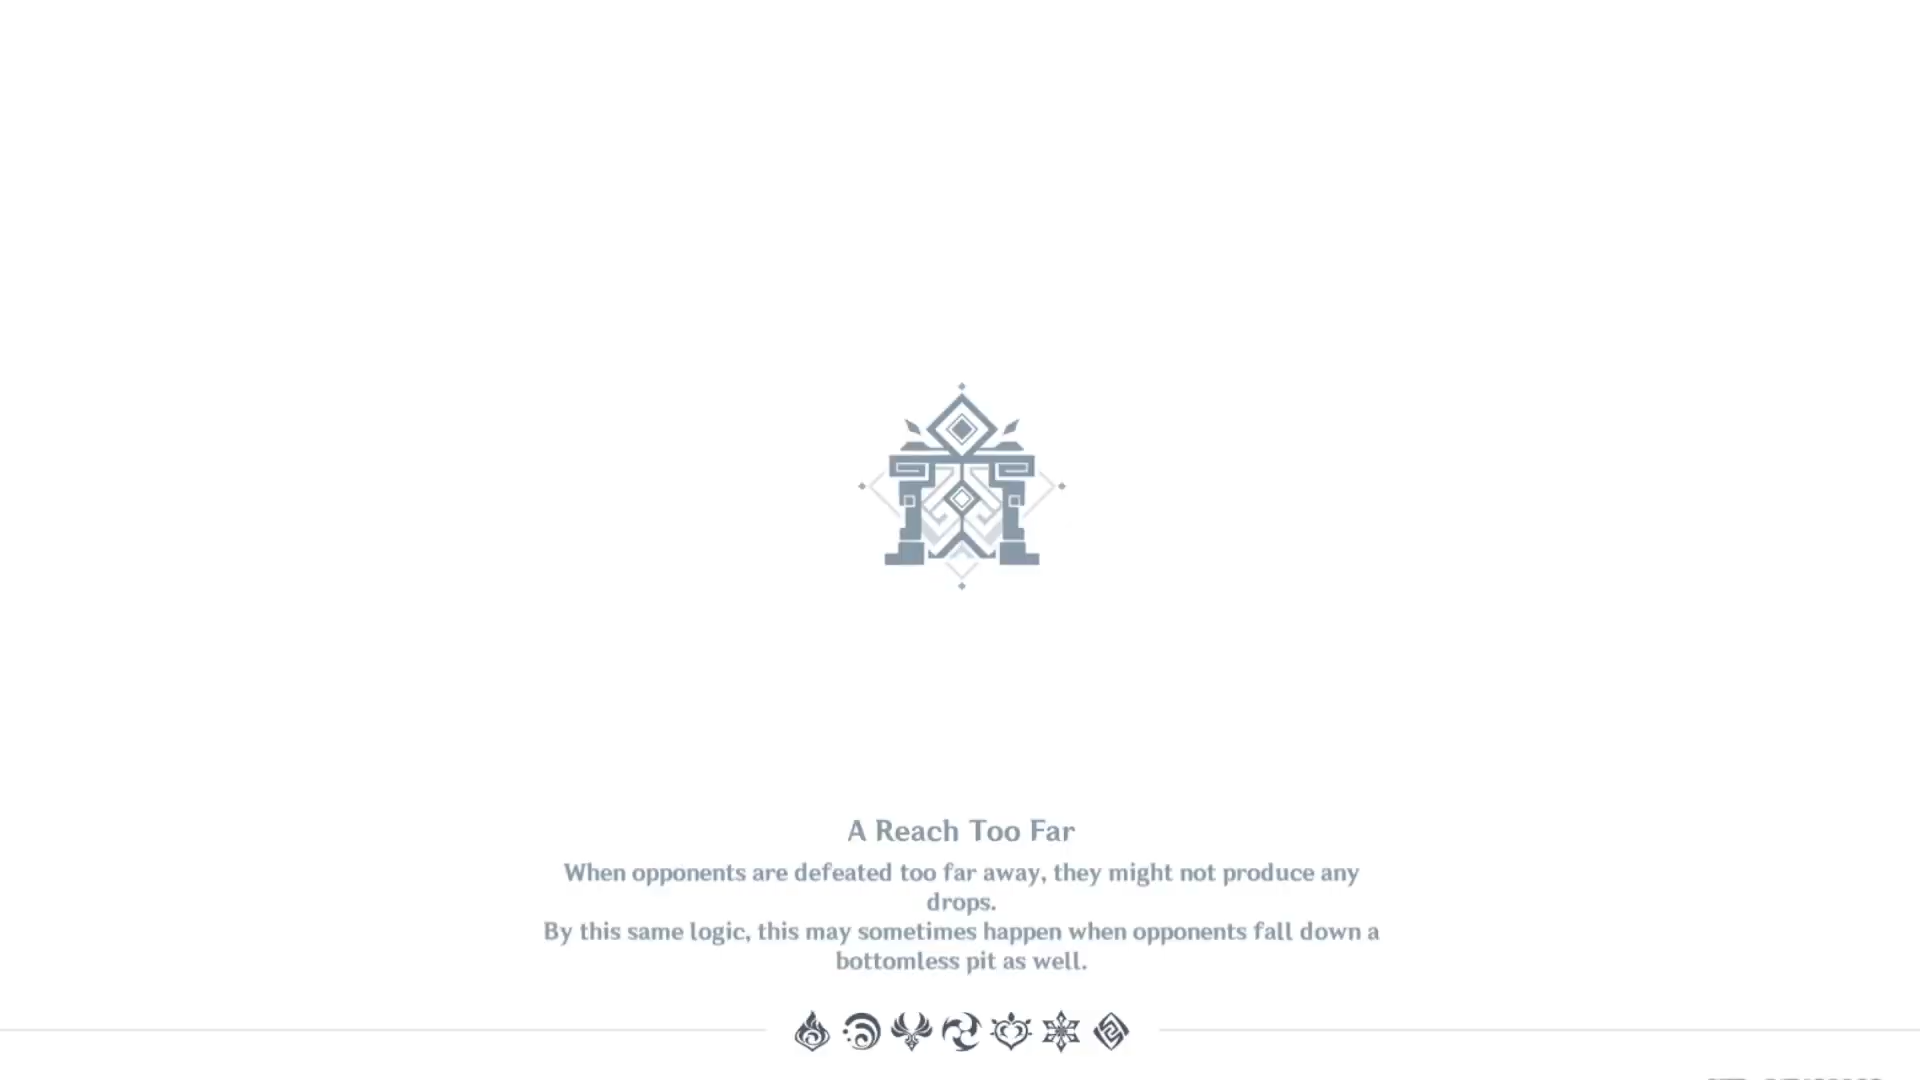 A Reach Too Far
When opponents are defeated too far away, they might not produce any
drops.
By this same logic, this may sometimes happen when opponents fall down a
bottomless pit as well.